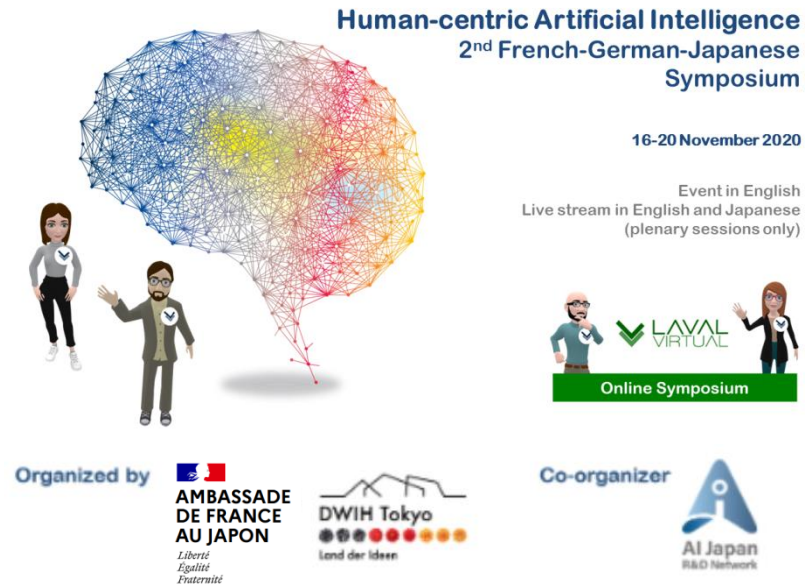 Human-centric Artificial Intelligence
2nd French-German-Japanese
Symposium
16-20 November 2020
Event in English
Live stream in English and Japanese
(plenary sessions only)
LAVAL
VIRTUAL
Online Symposium
Organized by
AMBASSADE
DE FRANCE
AU JAPON
Liberté
Égalité
Fraternité
DWIH Tokyo
Land der Ideen
Co-organizer
AI Japan
R&D Network